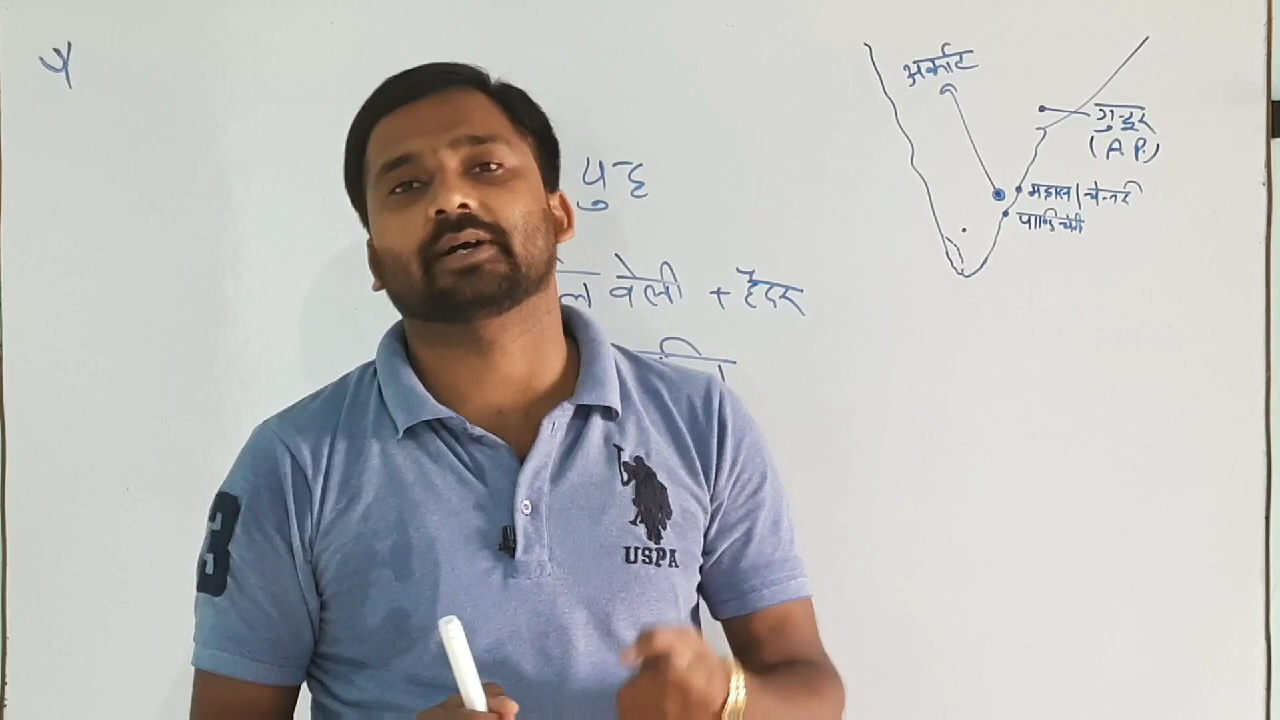 युद्ध
वेली + हैदर
अर्काट
गुन्टूर
(A.P.)
मद्रास / चेन्नई
पाण्डिचेरी
3
USPA